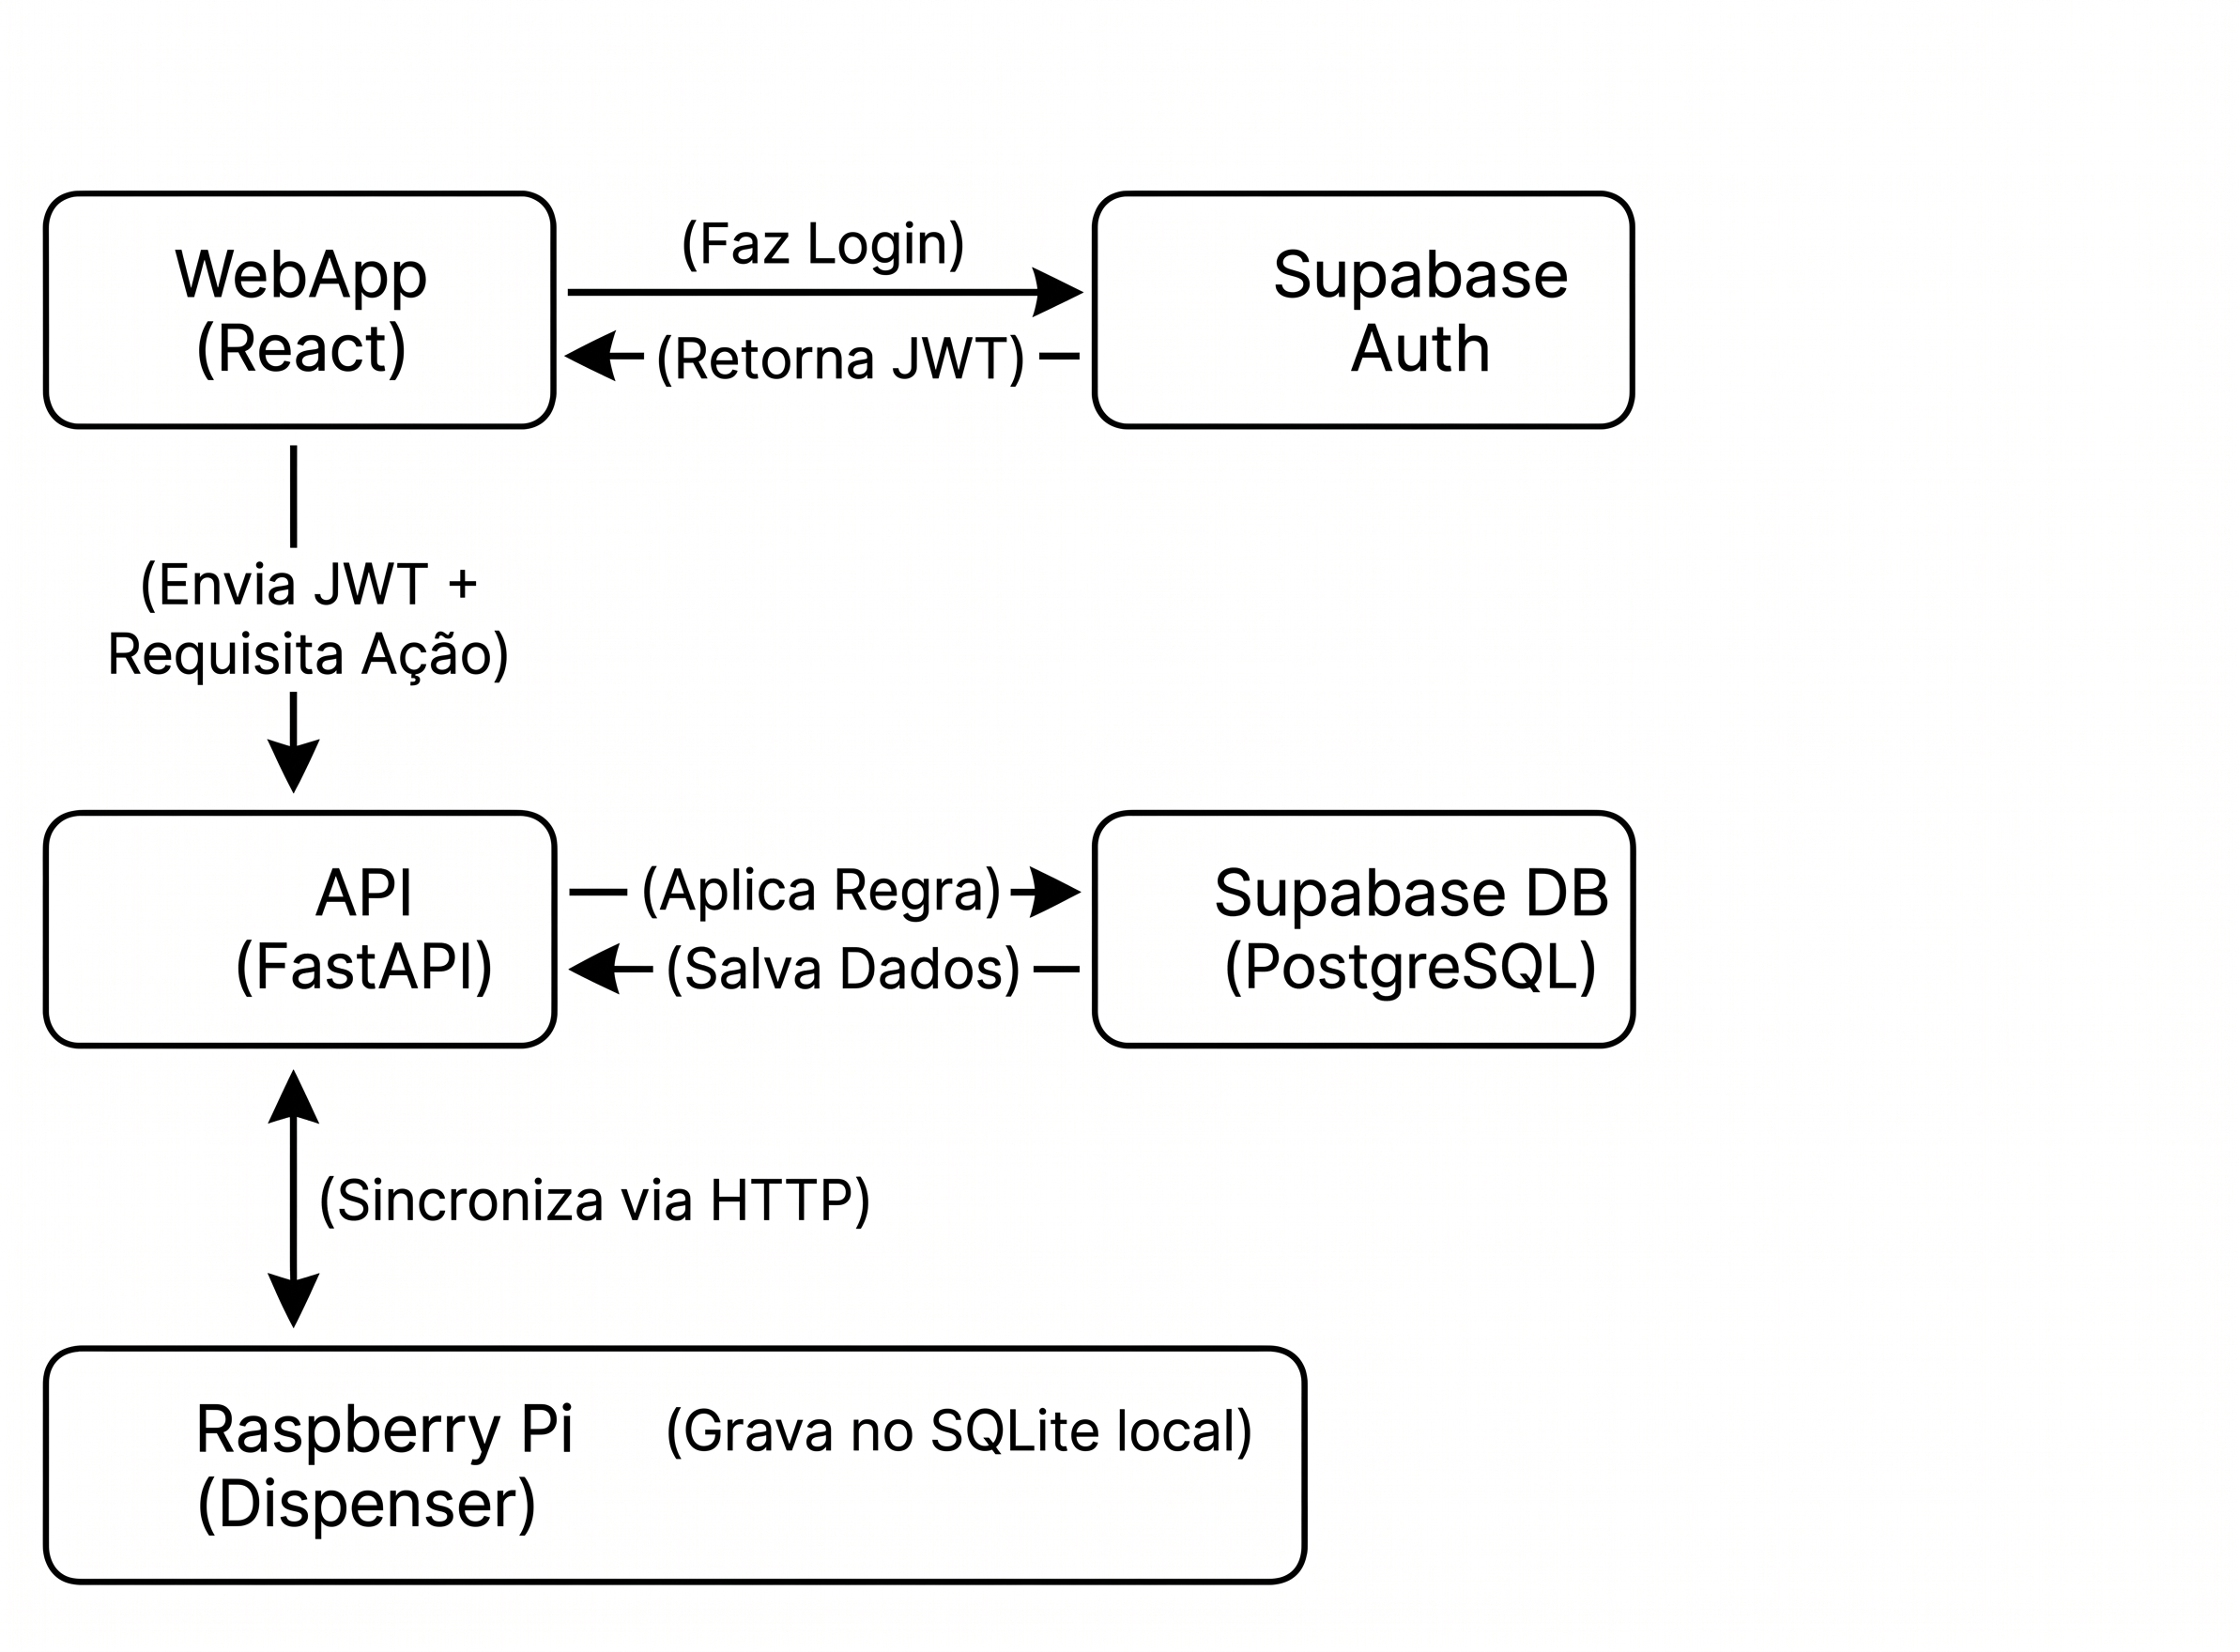 WebApp
(React)
(Faz Login)
(Retorna JWT)
Supabase
Auth
(Envia JWT +
Requisita Ação)
API
(FastAPI)
(Aplica Regra)
(Salva Dados)
Supabase DB
(PostgreSQL)
(Sincroniza via HTTP)
Raspberry Pi
(Dispenser)
(Grava no SQLite local)